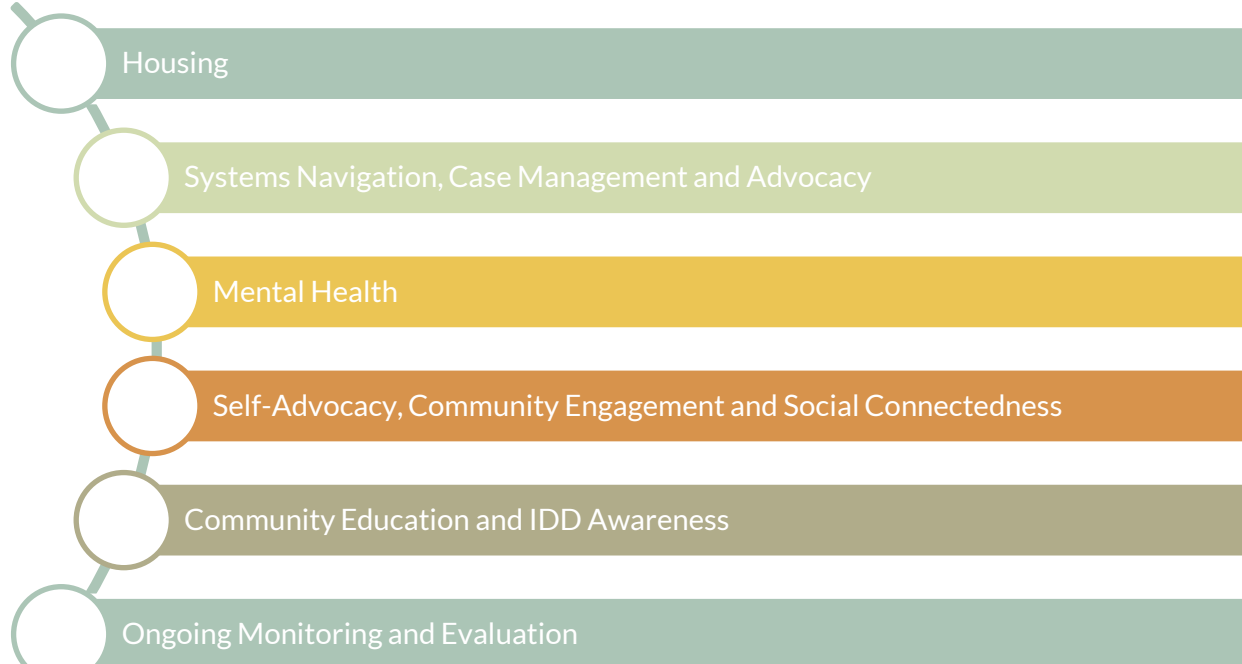 Housing
Systems Navigation, Case Management and Advocacy
Mental Health
Self-Advocacy, Community Engagement and Social Connectedness
Community Education and IDD Awareness
Ongoing Monitoring and Evaluation